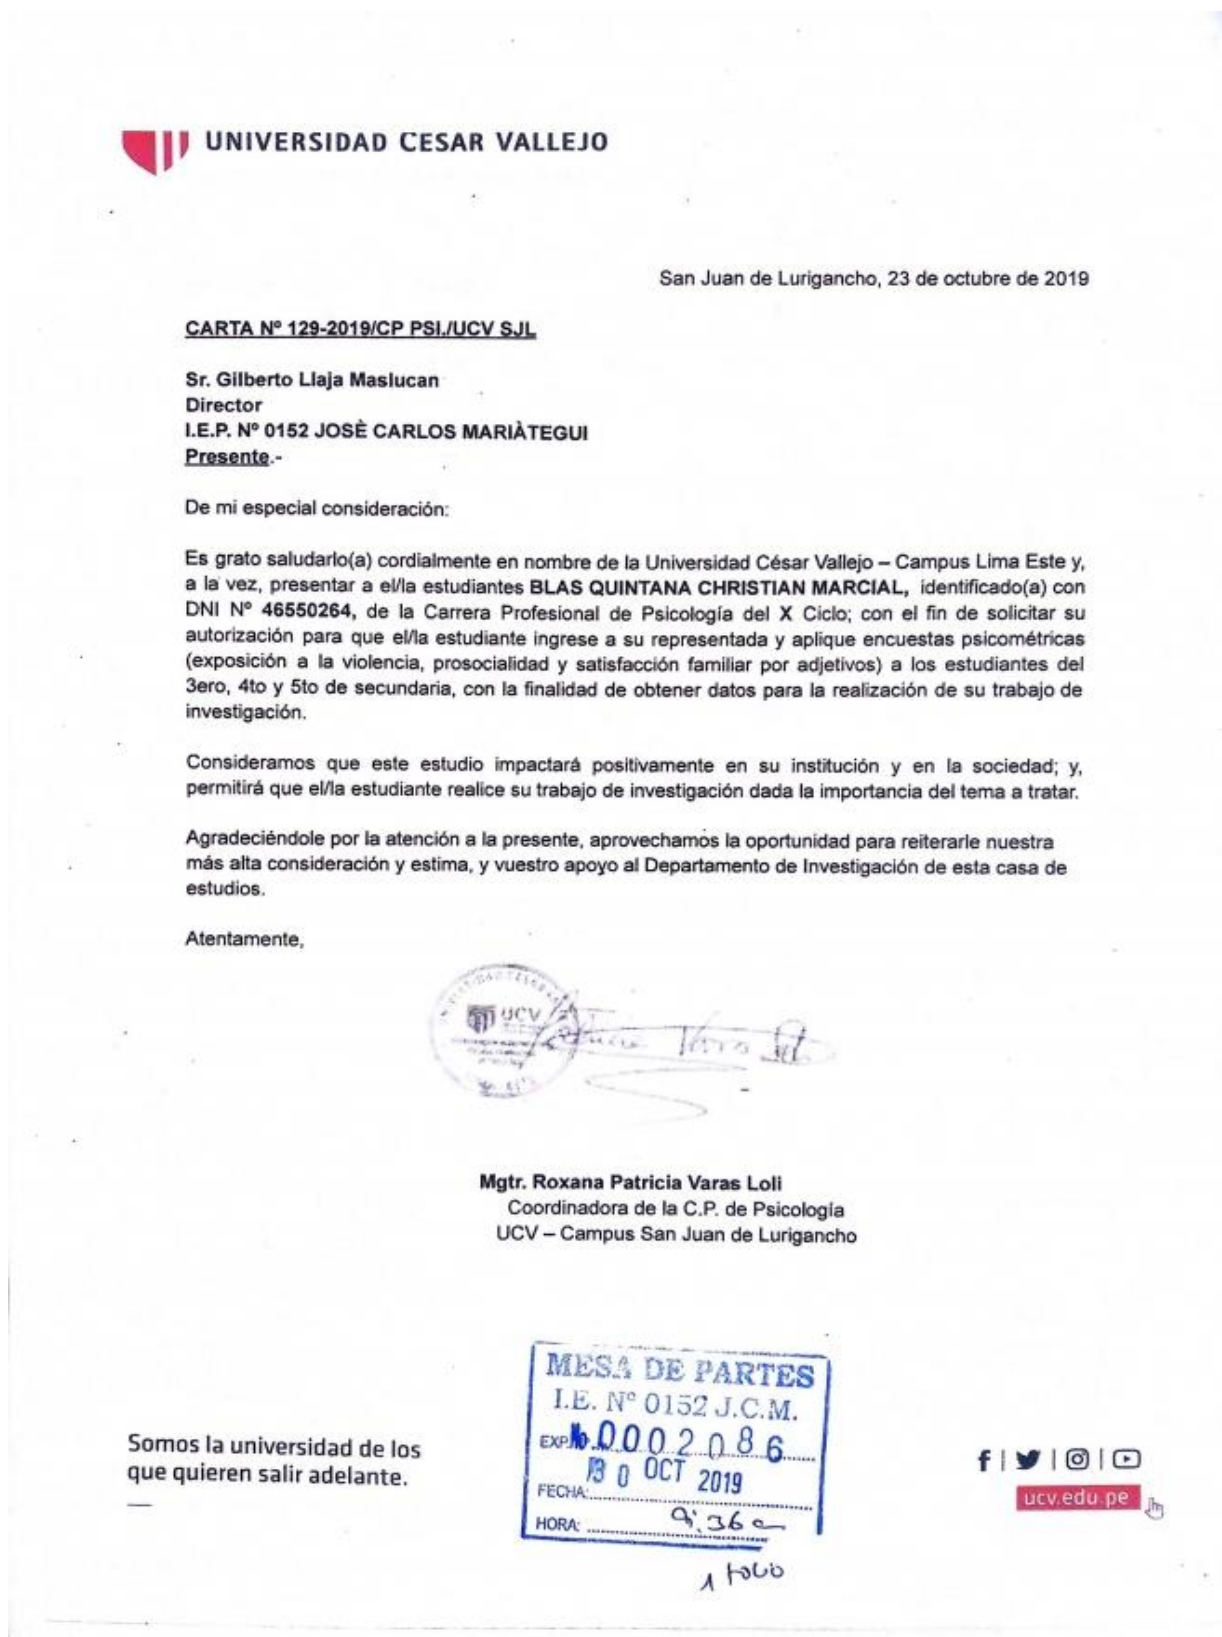 UNIVERSIDAD CESAR VALLEJO
San Juan de Lurigancho, 23 de octubre de 2019
CARTA Nº 129-2019/CP PSI./UCV SJL
Sr. Gilberto Llaja Maslucan
Director
I.E.P. Nº 0152 JOSÈ CARLOS MARIÀTEGUI
Presente.-
De mi especial consideración:
Es grato saludarlo(a) cordialmente en nombre de la Universidad César Vallejo – Campus Lima Este y,
a la vez, presentar a el/la estudiantes BLAS QUINTANA CHRISTIAN MARCIAL, identificado(a) con
DNI Nº 46550264, de la Carrera Profesional de Psicología del X Ciclo; con el fin de solicitar su
autorización para que el/la estudiante ingrese a su representada y aplique encuestas psicométricas
(exposición a la violencia, prosocialidad y satisfacción familiar por adjetivos) a los estudiantes del
3ero, 4to y 5to de secundaria, con la finalidad de obtener datos para la realización de su trabajo de
investigación.
Consideramos que este estudio impactará positivamente en su institución y en la sociedad; y,
permitirá que el/la estudiante realice su trabajo de investigación dada la importancia del tema a tratar.
Agradeciéndole por la atención a la presente, aprovechamos la oportunidad para reiterarle nuestra
más alta consideración y estima, y vuestro apoyo al Departamento de Investigación de esta casa de
estudios.
Atentamente,
UCV
Mgtr. Roxana Patricia Varas Loli
Coordinadora de la C.P. de Psicología
UCV – Campus San Juan de Lurigancho
MESA DE PARTES
I.E. Nº 0152 J.C.M.
EXP. No 0002086
30 OCT 2019
FECHA:
HORA: 9:36 a
1 folio
Somos la universidad de los
que quieren salir adelante.
ucv.edu.pe